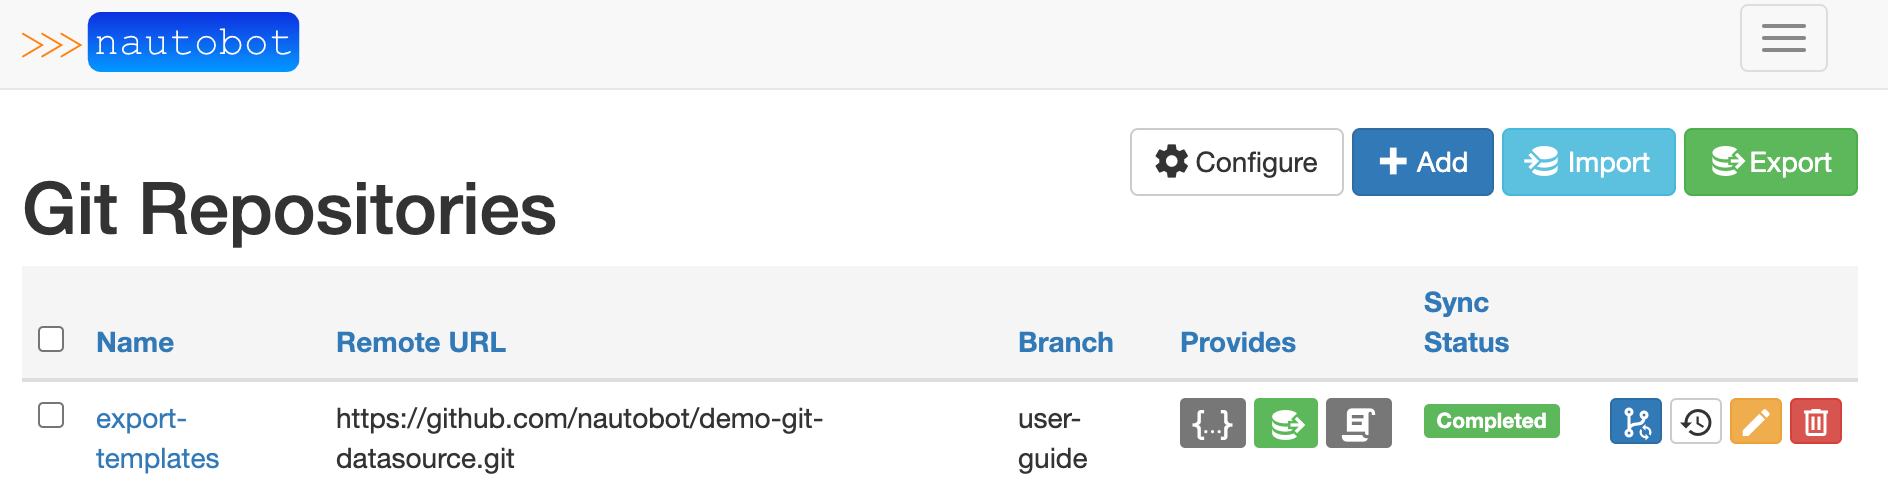 >>> nautobot
Configure
Add
Import
Export
Git Repositories
Name
Remote URL
Branch
Provides
Sync
Status
export-
templates
https://github.com/nautobot/demo-git-
datasource.git
user-
guide
{...}
Completed